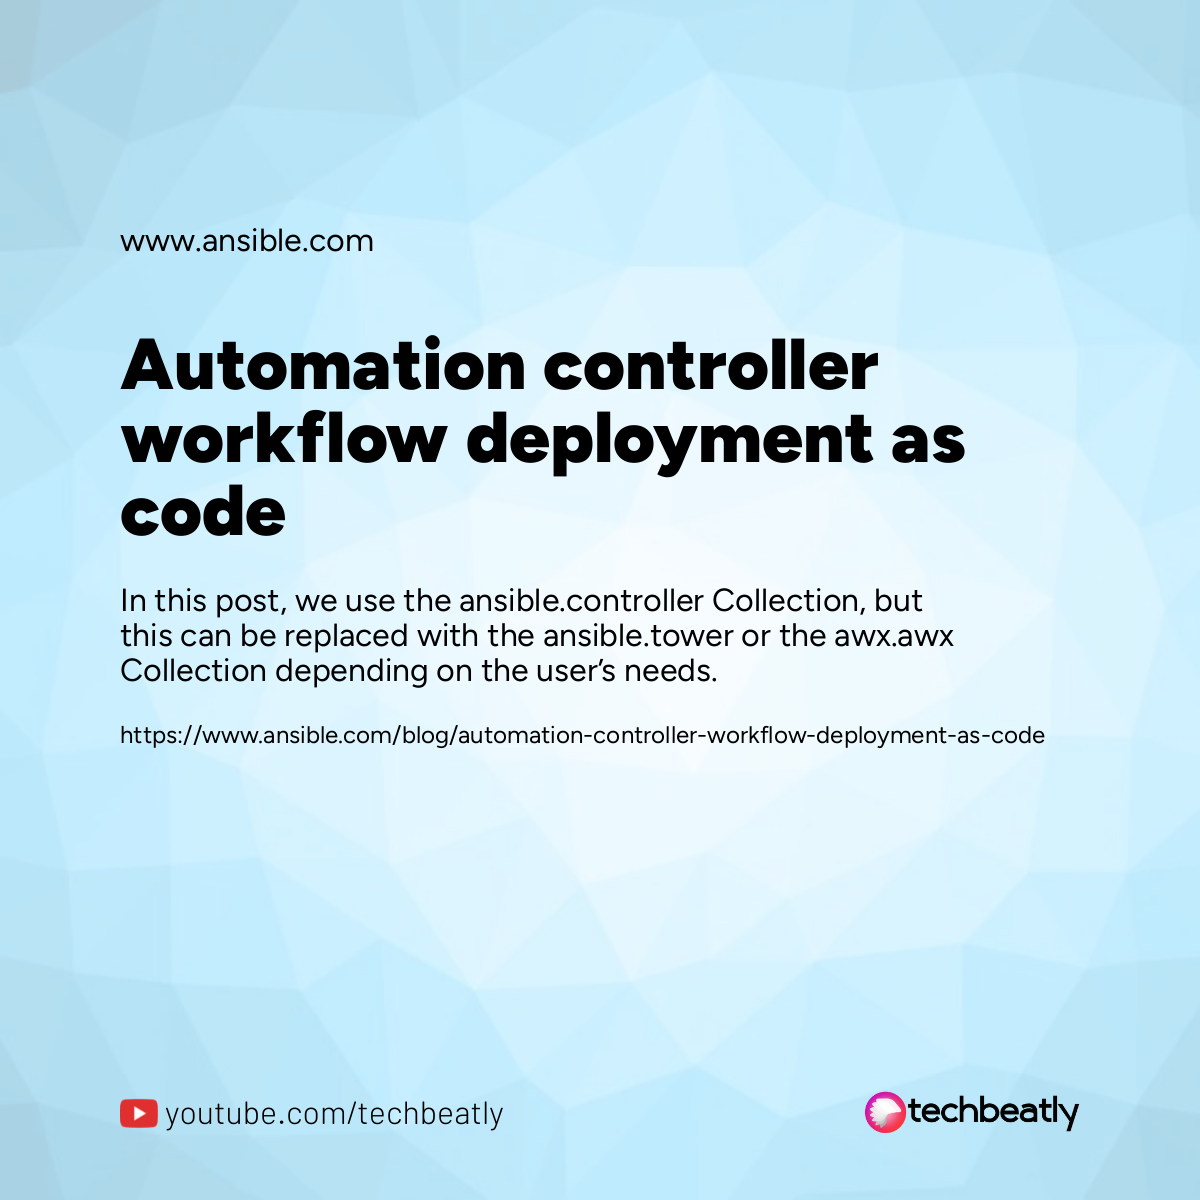 www.ansible.com
Automation controller
workflow deployment as
code
In this post, we use the ansible.controller Collection, but
this can be replaced with the ansible.tower or the awx.awx
Collection depending on the user’s needs.
https://www.ansible.com/blog/automation-controller-workflow-deployment-as-code
youtube.com/techbeatly
techbeatly